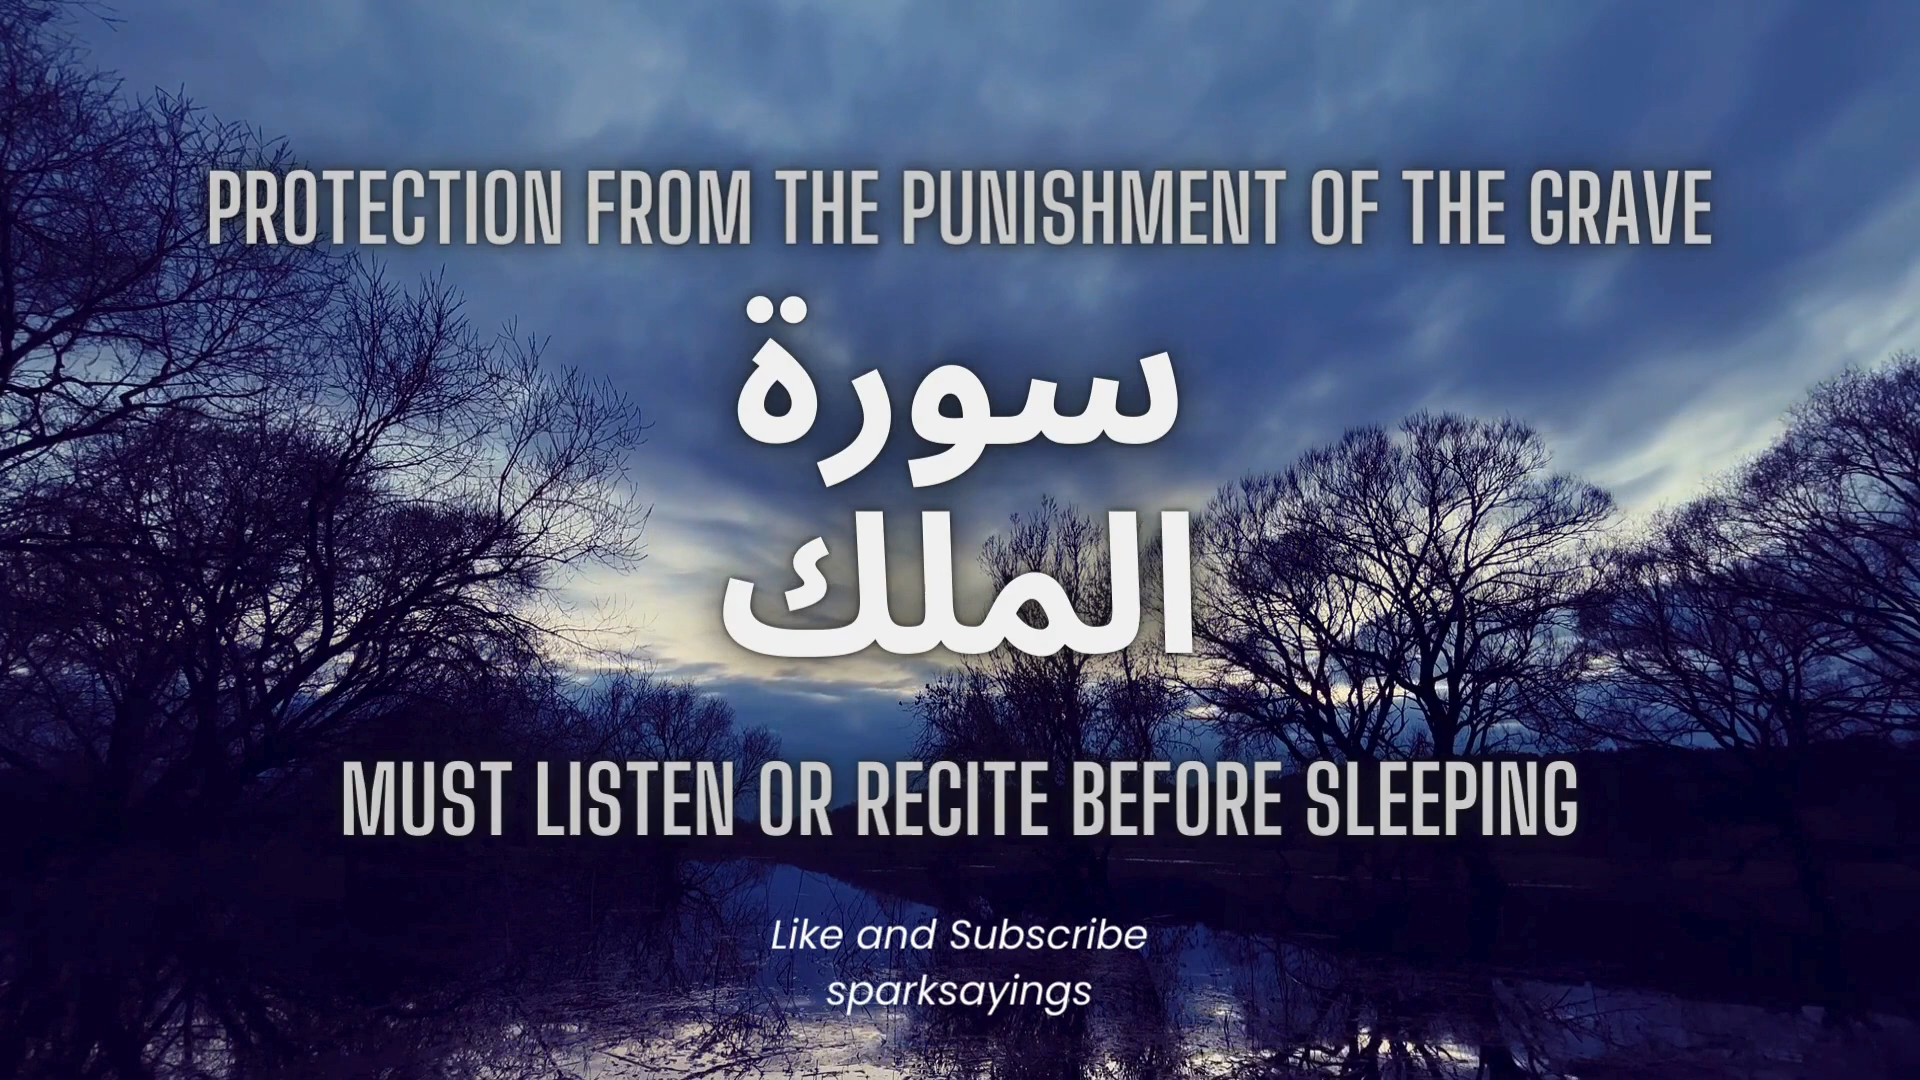 PROTECTION FROM THE PUNISHMENT OF THE GRAVE
سورة
الملك
MUST LISTEN OR RECITE BEFORE SLEEPING
Like and Subscribe
sparksayings